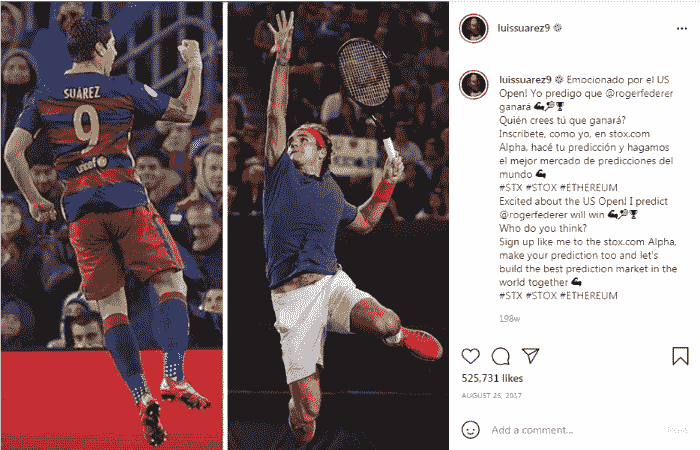 SUÁREZ
9
unicef
luissuarez9
luissuarez9 Emocionado por el US
Open! Yo predigo que @rogerfederer
ganará 💪🎾🏆
Quién crees tú que ganará?
Inscríbete, como yo, en stox.com
Alpha, hacé tu predicción y hagamos
el mejor mercado de predicciones del
mundo 💪
#STX #STOX #ETHEREUM
Excited about the US Open! I predict
@rogerfederer will win 💪🎾🏆
Who do you think?
Sign up like me to the stox.com Alpha,
make your prediction too and let's
build the best prediction market in the
world together 💪
#STX #STOX #ETHEREUM
198w
525,731 likes
AUGUST 25, 2017
Add a comment...